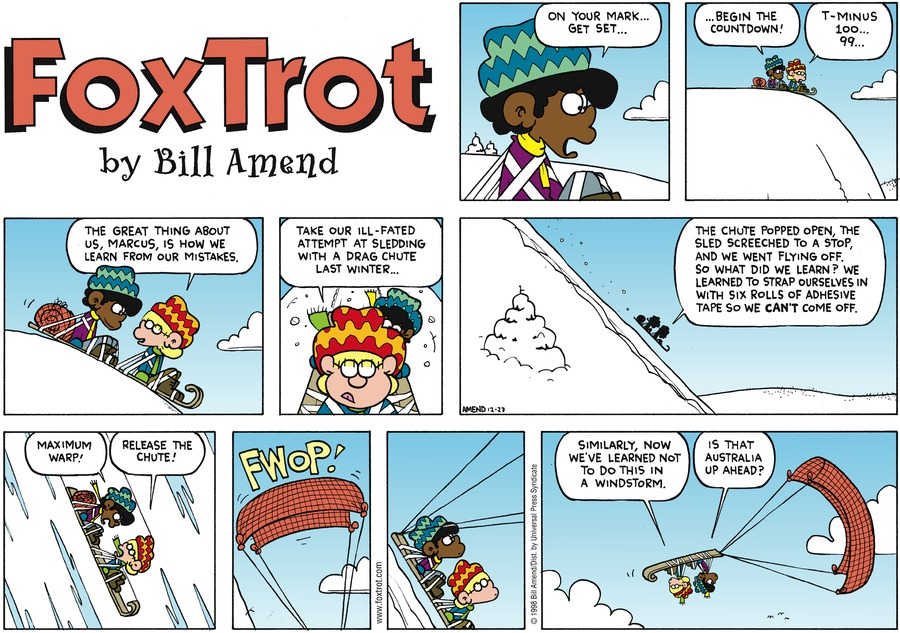 FoxTrot
by Bill Amend
ON YOUR MARK...
GET SET...
...BEGIN THE
COUNTDOWN!
T-MINUS
100...
99...
THE GREAT THING ABOUT
US, MARCUS, IS HOW WE
LEARN FROM OUR MISTAKES.
TAKE OUR ILL-FATED
ATTEMPT AT SLEDDING
WITH A DRAG CHUTE
LAST WINTER...
THE CHUTE POPPED OPEN, THE
SLED SCREECHED TO A STOP,
AND WE WENT FLYING OFF.
SO WHAT DID WE LEARN? WE
LEARNED TO STRAP OURSELVES IN
WITH SIX ROLLS OF ADHESIVE
TAPE SO WE CAN'T COME OFF.
AMEND 12-27
MAXIMUM
WARP!
RELEASE THE
CHUTE!
FWOP!
www.foxtrot.com
© 1998 Bill Amend/Dist. by Universal Press Syndicate
SIMILARLY, NOW
WE'VE LEARNED NOT
TO DO THIS IN
A WINDSTORM.
IS THAT
AUSTRALIA
UP AHEAD?